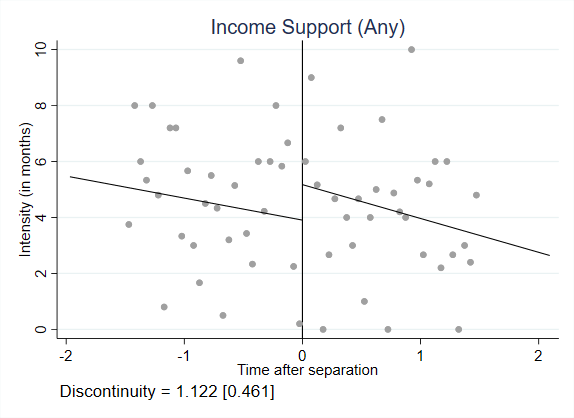 Income Support (Any)
Intensity (in months)
10
8
6
4
2
0
-2 -1 0 1 2
Time after separation
Discontinuity = 1.122 [0.461]